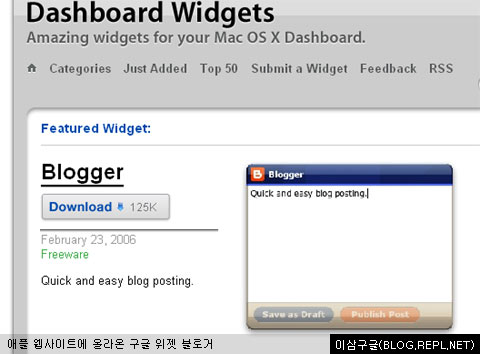 Dashboard Widgets
Amazing widgets for your Mac OS X Dashboard.
Categories Just Added Top 50 Submit a Widget Feedback RSS
Featured Widget:
Blogger
Download 125K
February 23, 2006
Freeware
Quick and easy blog posting.
Blogger
Quick and easy blog posting.
Save as Draft Publish Post
애플 웹사이트에 올라온 구글 위젯 블로거
이삼구글(BLOG.REPL.NET)